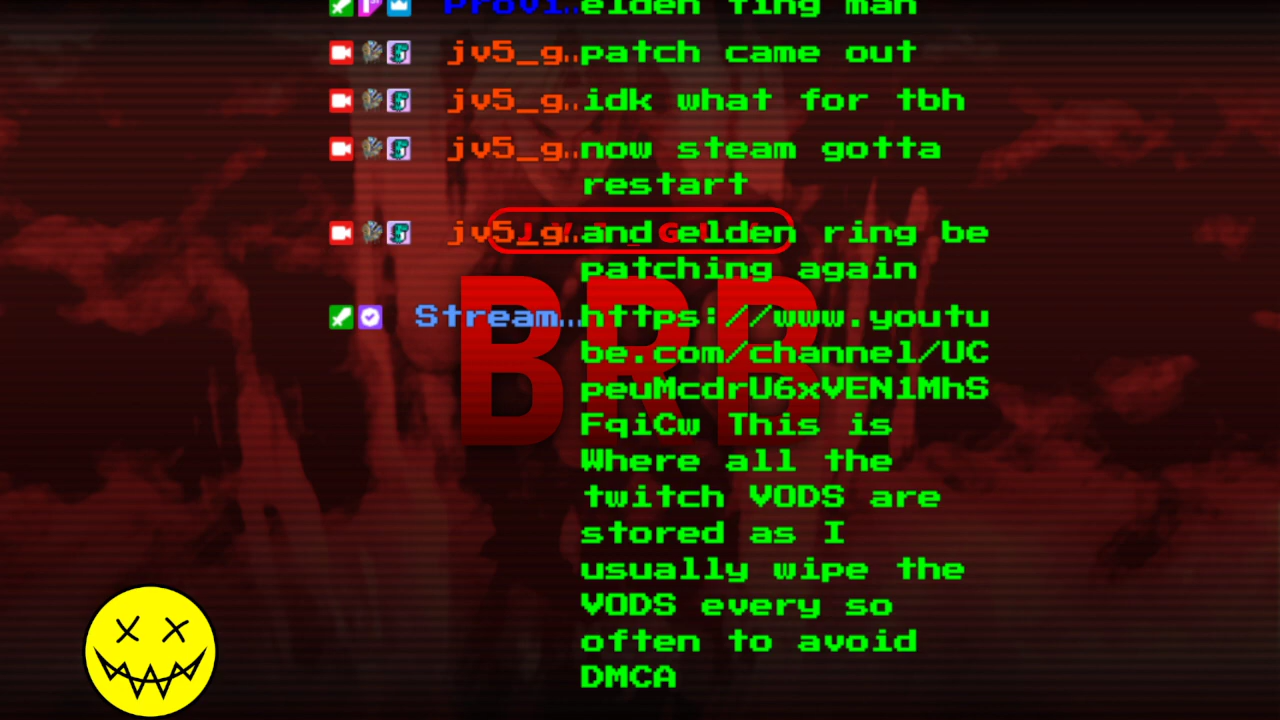 Provi..elden ring man
jv5_g..patch came out
jv5_g..idk what for tbh
jv5_g..now steam gotta
restart
jv5_g..and elden ring be
patching again
BRB
Stream...https://www.youtu
be.com/channel/UC
peuMcdrU6xVEN1MhS
FqiCw This is
Where all the
twitch VODS are
stored as I
usually wipe the
VODS every so
often to avoid
DMCA